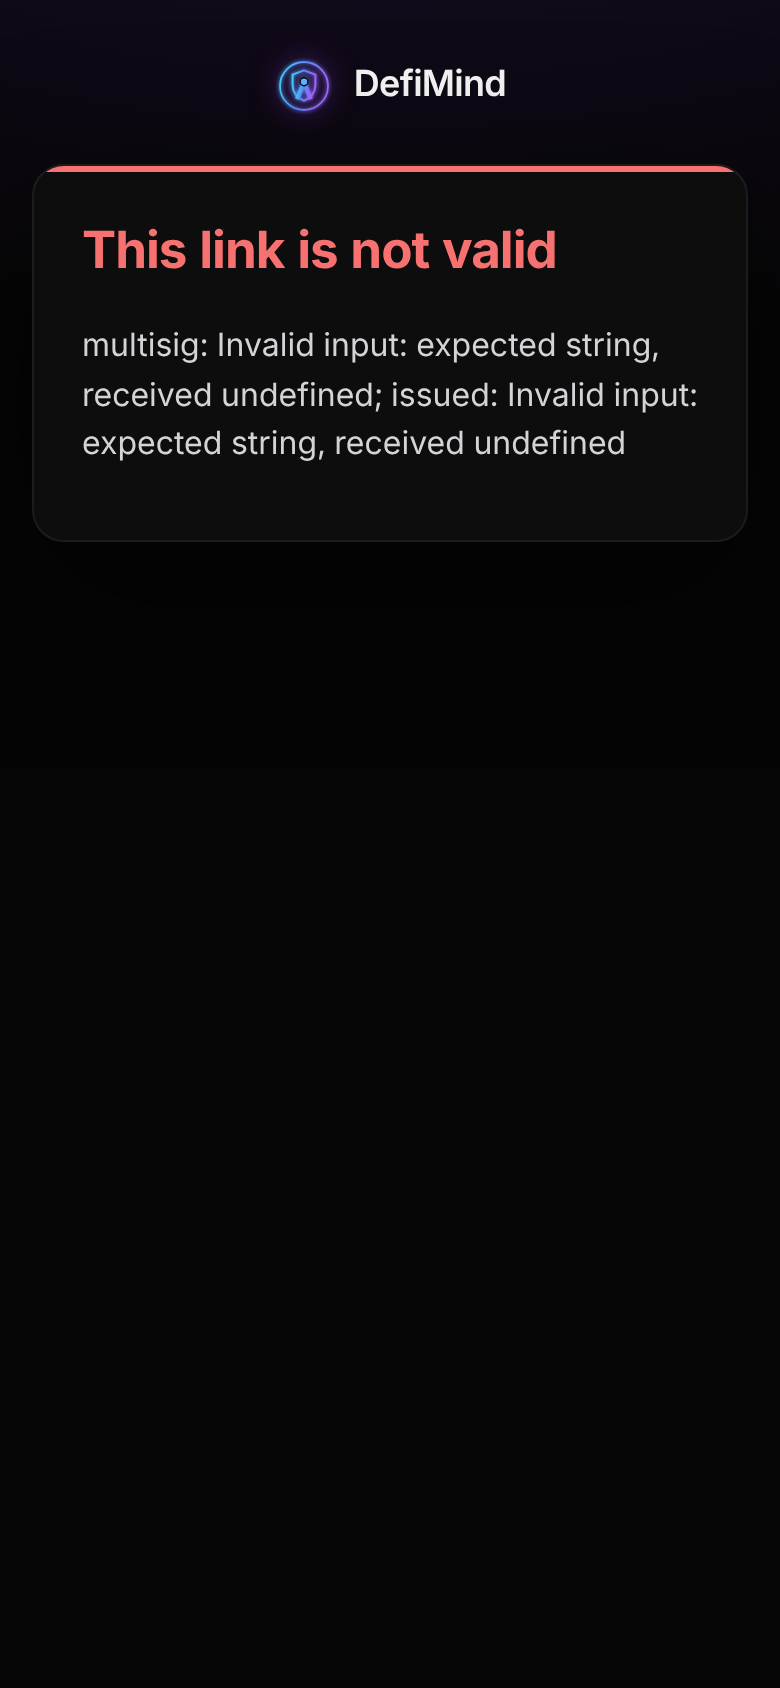 DefiMind
This link is not valid
multisig: Invalid input: expected string,
received undefined; issued: Invalid input:
expected string, received undefined